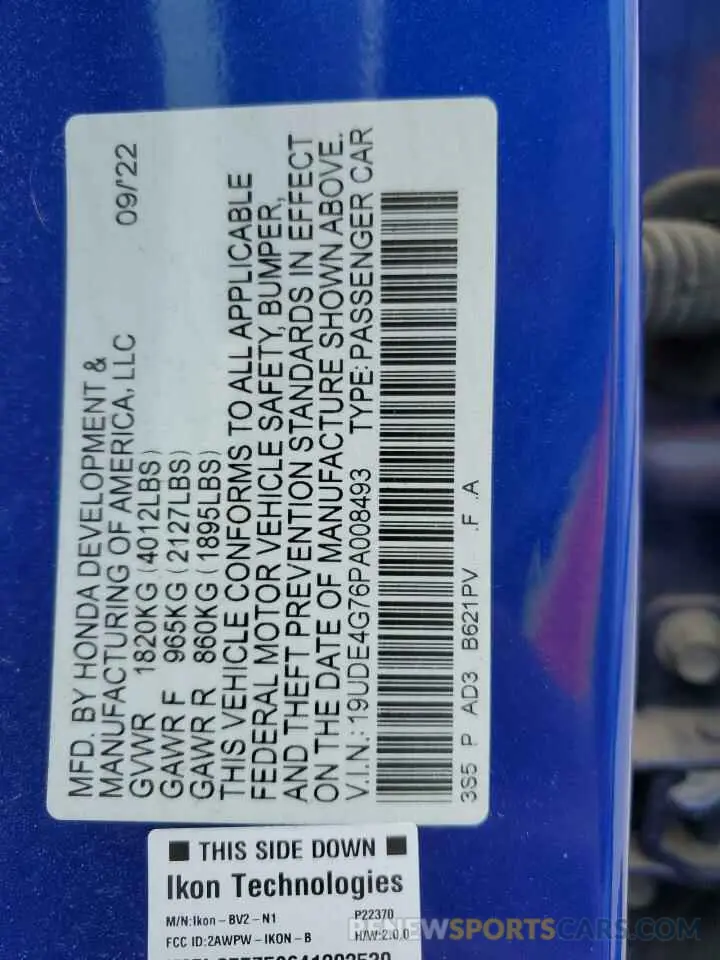 MFD. BY HONDA DEVELOPMENT &
MANUFACTURING OF AMERICA, LLC 09/'22
GVWR 1820KG (4012LBS)
GAWR F 965KG (2127LBS)
GAWR R 860KG (1895LBS)
THIS VEHICLE CONFORMS TO ALL APPLICABLE
FEDERAL MOTOR VEHICLE SAFETY, BUMPER,
AND THEFT PREVENTION STANDARDS IN EFFECT
ON THE DATE OF MANUFACTURE SHOWN ABOVE.
V.I.N.: 19UDE4G76PA008493 TYPE: PASSENGER CAR
3S5 P AD3 B621PV .F .A
THIS SIDE DOWN
Ikon Technologies
M/N:Ikon-BV2-N1 P22370
FCC ID:2AWPW-IKON-B H/W:2.0.0
RENEWSPORTSCARS.COM